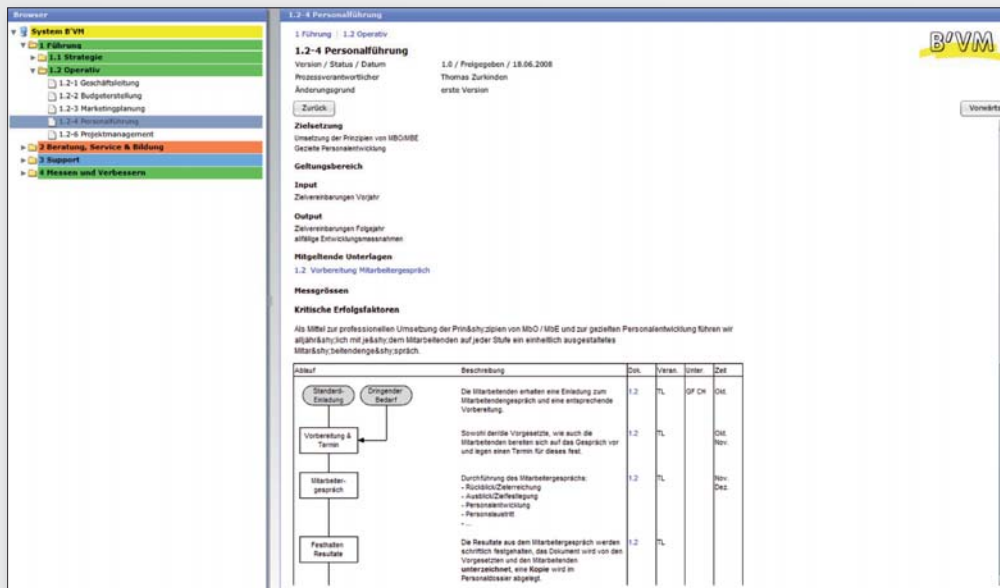 Browser
System B'VM
1 Führung
1.1 Strategie
1.2 Operativ
1.2-1 Geschäftsleitung
1.2-2 Budgeterstellung
1.2-3 Marketingplanung
1.2-4 Personalführung
1.2-6 Projektmanagement
2 Beratung, Service & Bildung
3 Support
4 Messen und Verbessern
1.2-4 Personalführung
1 Führung | 1.2 Operativ
B'VM
1.2-4 Personalführung
Version / Status / Datum 1.0 / Freigegeben / 18.06.2008
Prozessverantwortlicher Thomas Zurkinden
Änderungsgrund erste Version
Zurück Vorwärts
Zielsetzung
Umsetzung der Prinzipien von MBO/MBE
Gezielte Personalentwicklung
Geltungsbereich
Input
Zielvereinbarungen Vorjahr
Output
Zielvereinbarungen Folgejahr
allfällige Entwicklungsmassnahmen
Mitgeltende Unterlagen
1.2 Vorbereitung Mitarbeitergespräch
Messgrössen
Kritische Erfolgsfaktoren
Als Mittel zur professionellen Umsetzung der Prin&shy;zipien von MbO / MbE und zur gezielten Personalentwicklung führen wir
alljähr&shy;lich mit je&shy;dem Mitarbeitenden auf jeder Stufe ein einheitlich ausgestaltetes
Mitar&shy;beitendenge&shy;spräch.
Ablauf Beschreibung Dok. Veran. Unter. Zeit
Standard-
Einladung
Dringender
Bedarf
Die Mitarbeitenden erhalten eine Einladung zum
Mitarbeitendengespräch und eine entsprechende
Vorbereitung.
1.2 TL GF CH Okt.
Vorbereitung &
Termin
Sowohl der/die Vorgesetzte, wie auch die
Mitarbeitenden bereiten sich auf das Gespräch vor
und legen einen Termin für dieses fest.
1.2 TL Okt.
Nov.
Mitarbeiter-
gespräch
Durchführung des Mitarbeitergesprächs:
- Rückblick/Zielerreichung
- Ausblick/Zielfestlegung
- Personalentwicklung
- Personalaustritt
- ...
1.2 TL Nov.
Dez.
Festhalten
Resultate
Die Resultate aus dem Mitarbeitergespräch werden
schriftlich festgehalten, das Dokument wird von den
Vorgesetzten und den Mitarbeitenden
unterzeichnet, eine Kopie wird im
Personaldossier abgelegt.
1.2 TL